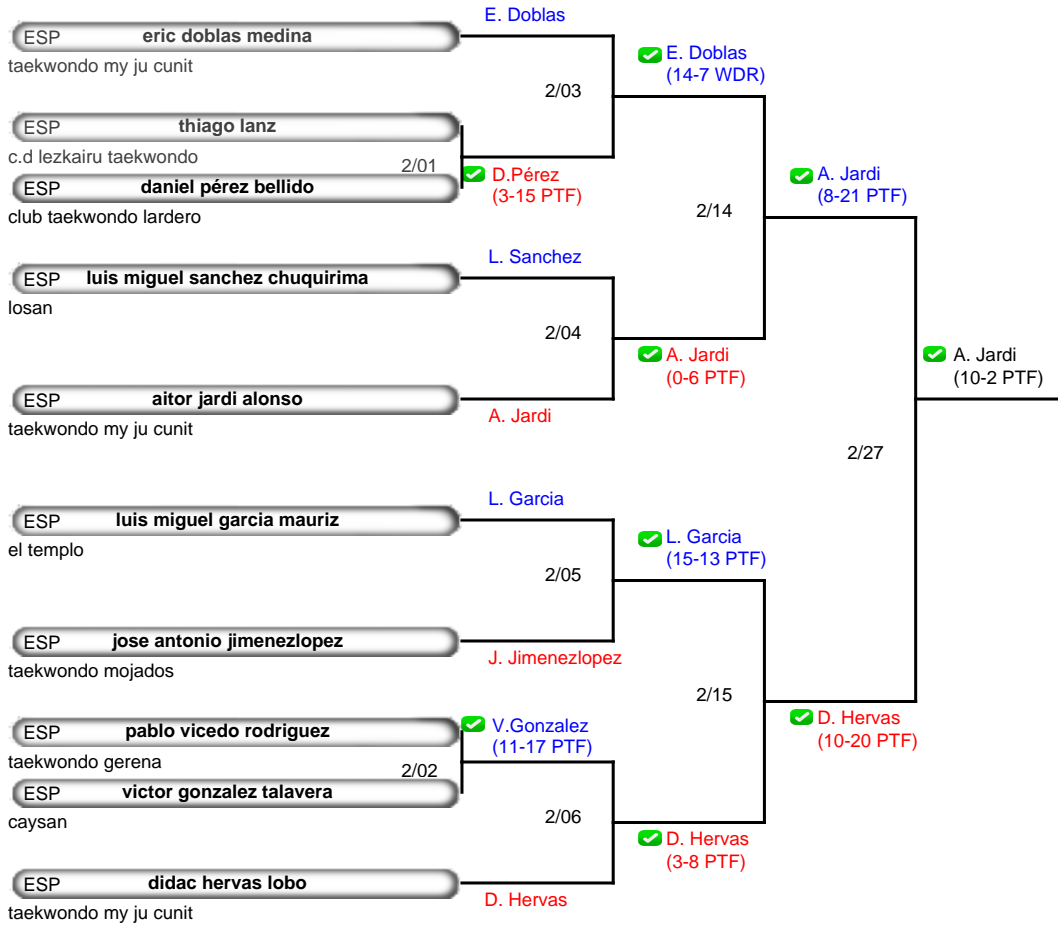 E. Doblas
ESP eric doblas medina
taekwondo my ju cunit
E. Doblas
(14-7 WDR)
2/03
ESP thiago lanz
c.d lezkairu taekwondo
2/01
D.Pérez
(3-15 PTF)
ESP daniel pérez bellido
club taekwondo lardero
A. Jardi
(8-21 PTF)
2/14
L. Sanchez
ESP luis miguel sanchez chuquirima
losan
2/04
A. Jardi
(0-6 PTF)
A. Jardi
(10-2 PTF)
ESP aitor jardi alonso
taekwondo my ju cunit
A. Jardi
2/27
L. Garcia
ESP luis miguel garcia mauriz
el templo
L. Garcia
(15-13 PTF)
2/05
ESP jose antonio jimenezlopez
taekwondo mojados
J. Jimenezlopez
2/15
ESP pablo vicedo rodriguez
taekwondo gerena
V.Gonzalez
(11-17 PTF)
D. Hervas
(10-20 PTF)
2/02
ESP victor gonzalez talavera
caysan
2/06
D. Hervas
(3-8 PTF)
ESP didac hervas lobo
taekwondo my ju cunit
D. Hervas